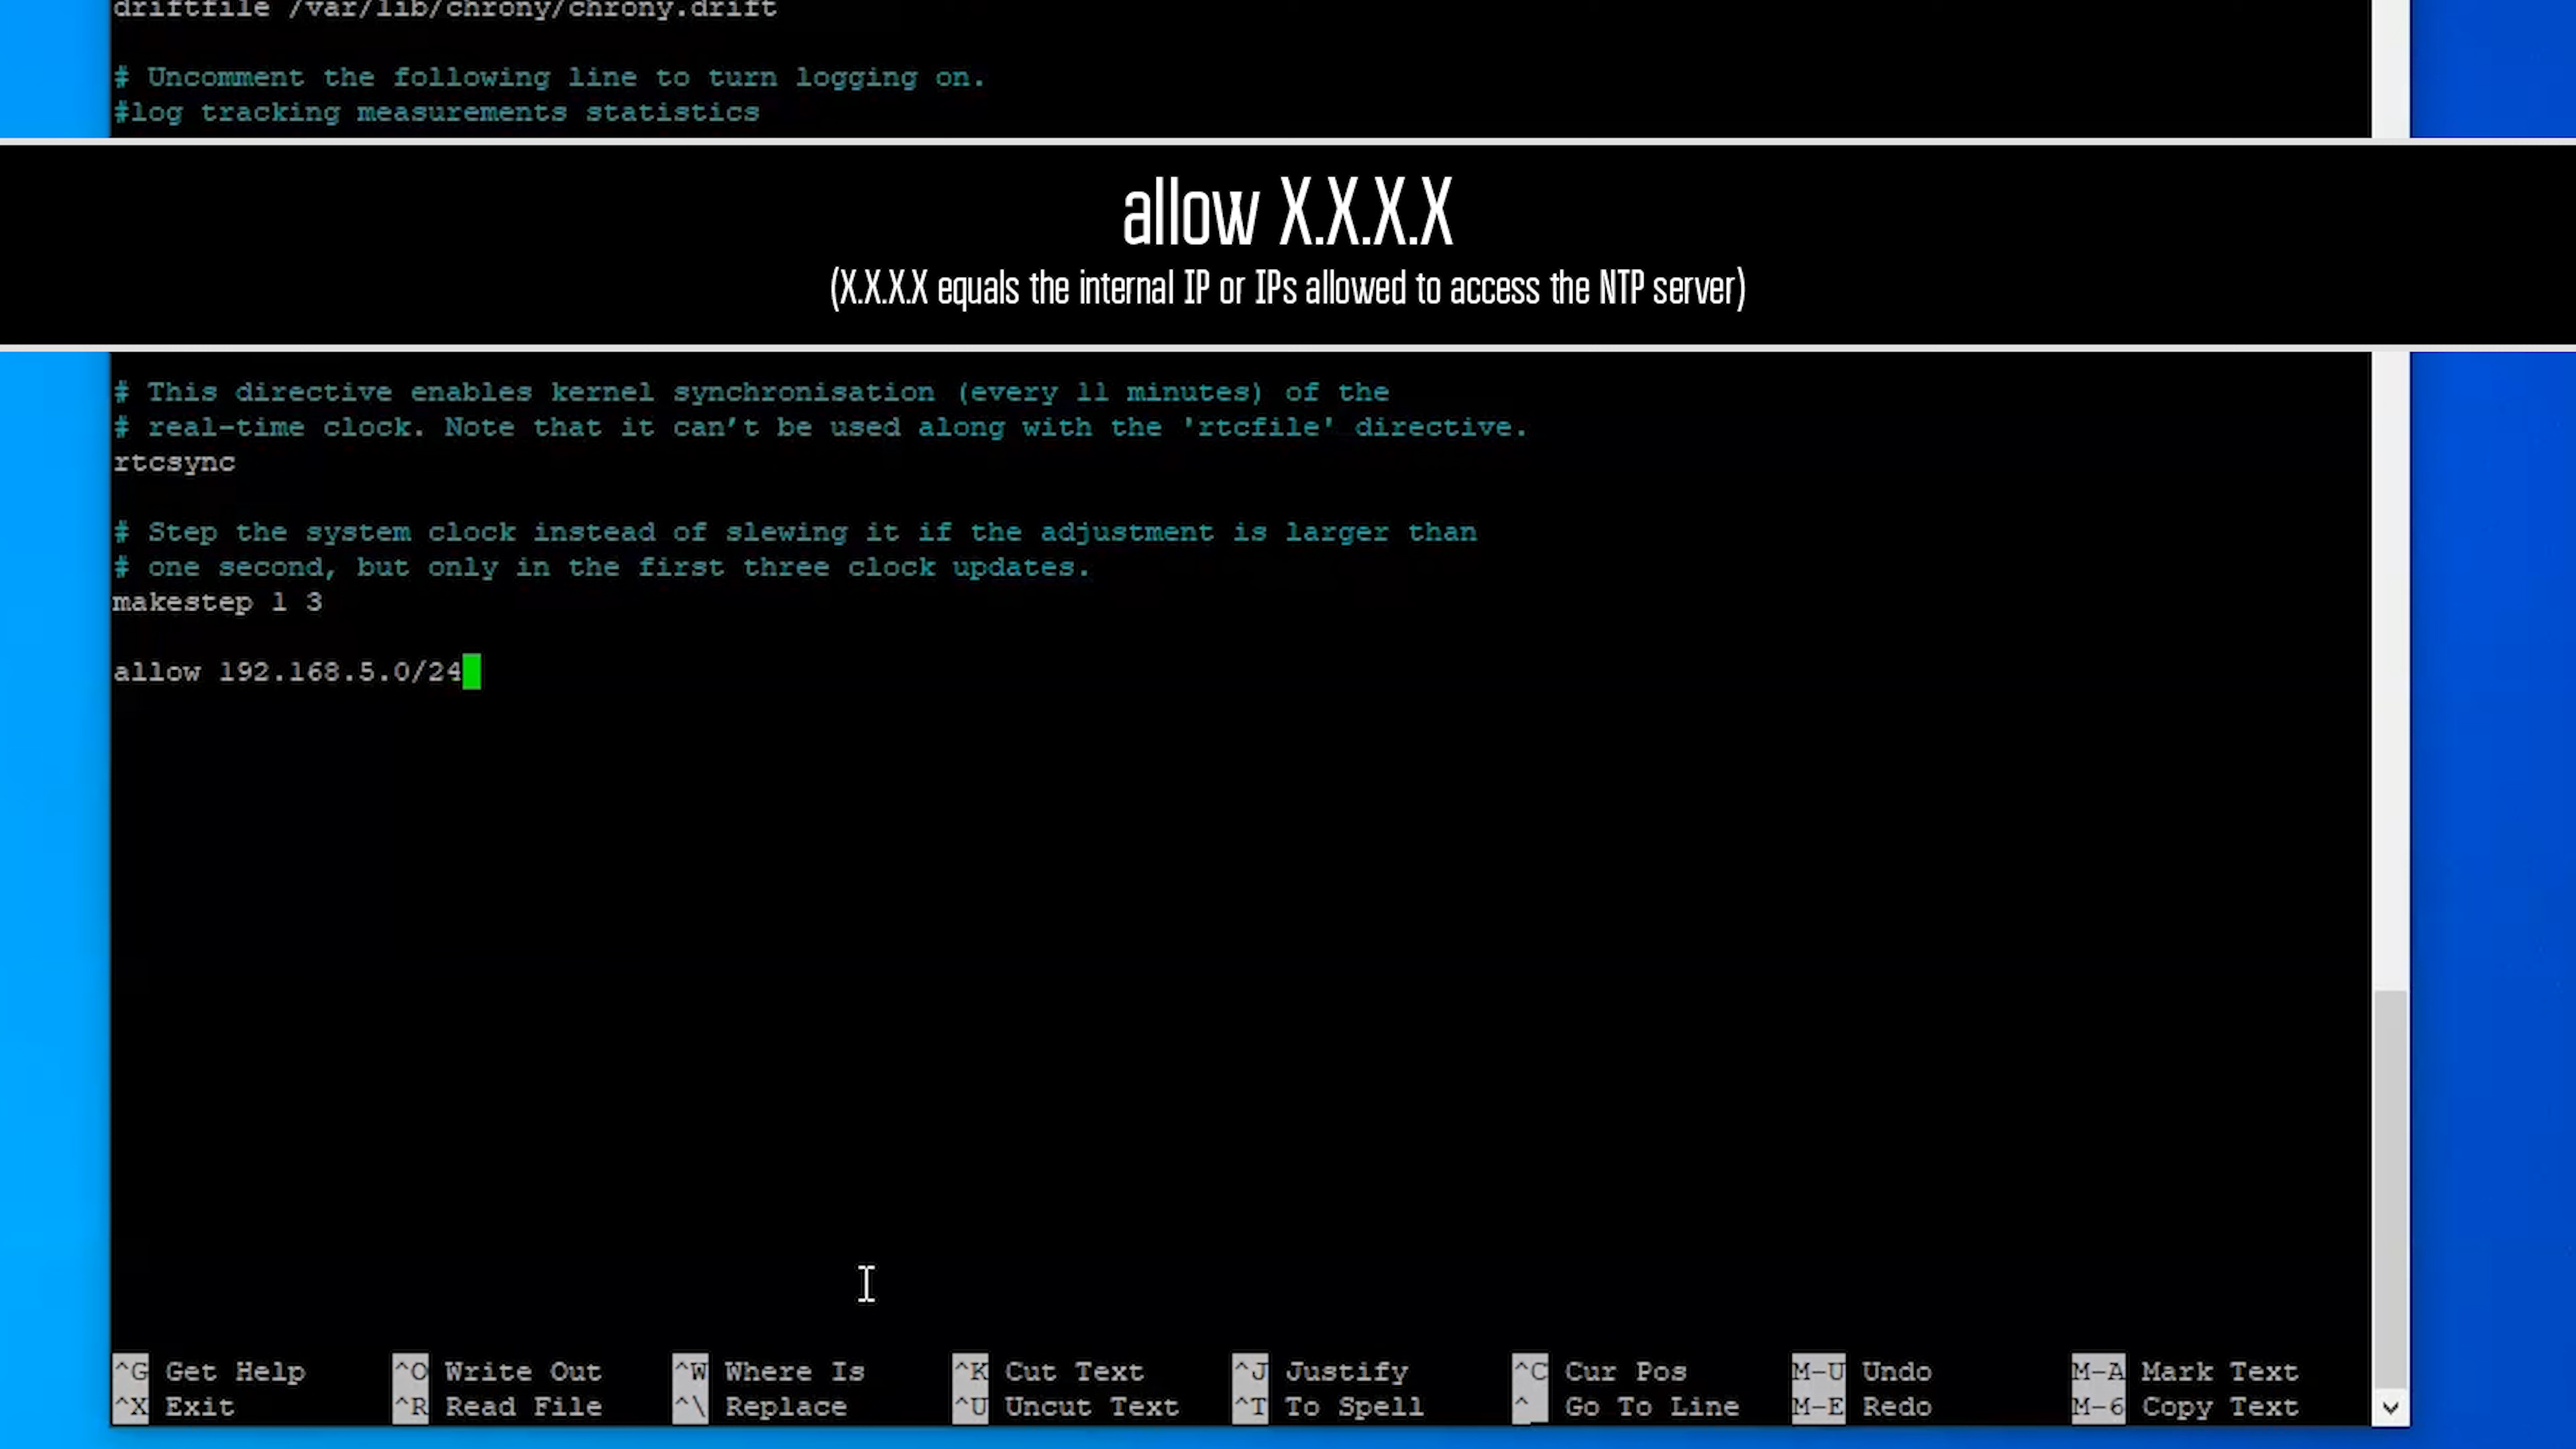 driftfile /var/lib/chrony/chrony.drift
# Uncomment the following line to turn logging on.
#log tracking measurements statistics
allow X.X.X.X
(X.X.X.X equals the internal IP or IPs allowed to access the NTP server)
# This directive enables kernel synchronisation (every 11 minutes) of the
# real-time clock. Note that it can't be used along with the 'rtcfile' directive.
rtcsync
# Step the system clock instead of slewing it if the adjustment is larger than
# one second, but only in the first three clock updates.
makestep 1 3
allow 192.168.5.0/24
^G Get Help ^O Write Out ^W Where Is ^K Cut Text ^J Justify ^C Cur Pos M-U Undo M-A Mark Text
^X Exit ^R Read File ^\ Replace ^U Uncut Text ^T To Spell ^_ Go To Line M-E Redo M-6 Copy Text